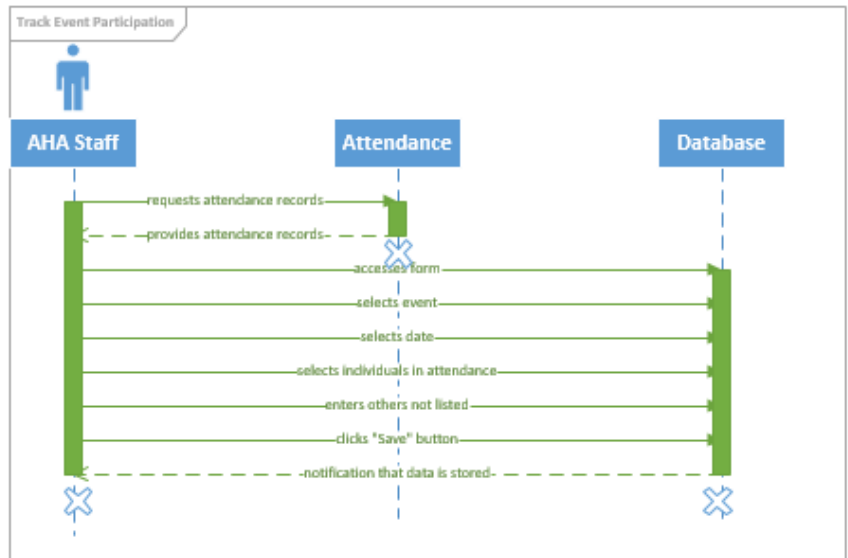 Track Event Participation
AHA Staff
Attendance
Database
requests attendance records
provides attendance records
accesses form
selects event
selects date
selects individuals in attendance
enters others not listed
clicks "Save" button
notification that data is stored